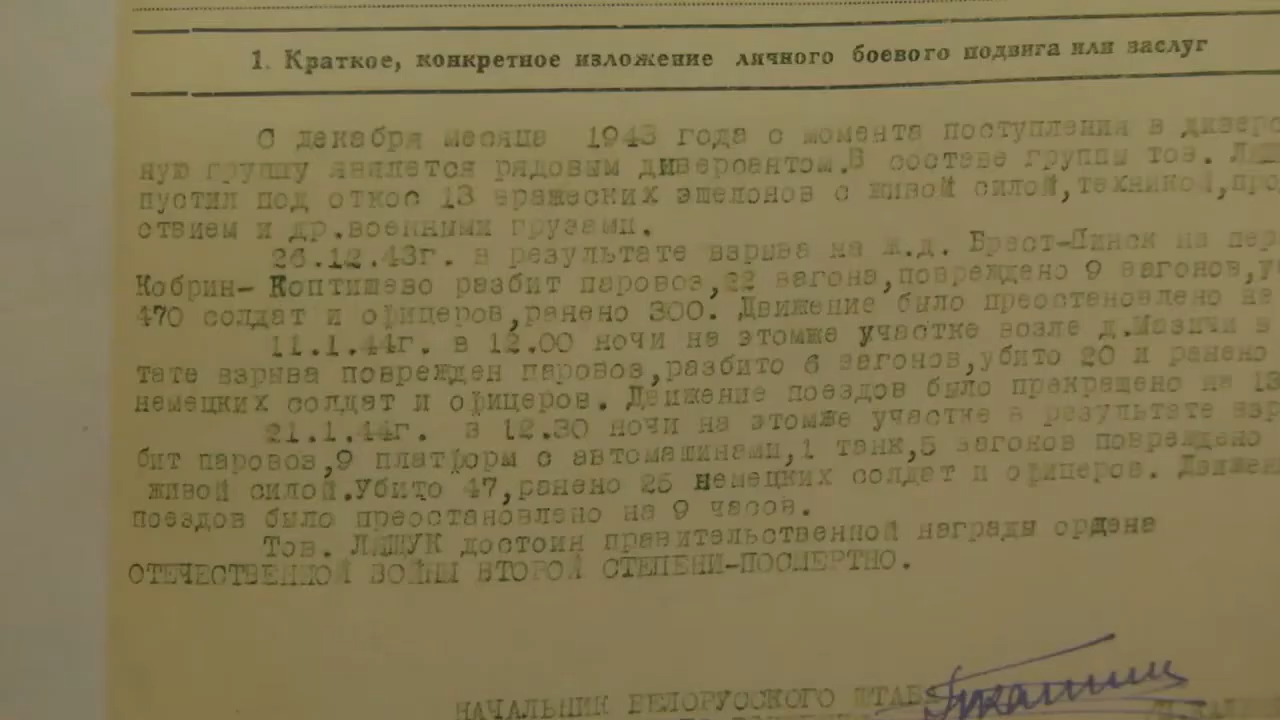 1. Краткое, конкретное изложение личного боевого подвига или заслуг
С декабря месяца 1943 года с момента поступления в диверс
ную группу является рядовым диверсантом.В составе группы тов. Ляш
пустил под откос 13 вражеских эшелонов с живой силой,техникой,про
ствием и др.военными грузами.
26.12.43г. в результате взрыва на ж.д. Брест-Пинск на пер
Кобрин- Коптишево разбит паровоз,22 вагона,повреждено 9 вагонов,у
470 солдат и офицеров,ранено 300. Движение было преостановлено на
11.1.44г. в 12.00 ночи на этомже участке возле д.Мазичи в
тате взрыва поврежден паровоз,разбито 6 вагонов,убито 20 и ранено
немецких солдат и офицеров. Движение поездов было прекращено на 13
21.1.44г. в 12.30 ночи на этомже участке в результате взр
бит паровоз,9 платформ с автомашинами,1 танк,5 вагонов повреждено
живой силой.Убито 47,ранено 25 немецких солдат и офицеров. Движен
поездов было преостановлено на 9 часов.
Тов. ЛЯШУК достоин правительственной награды ордена
ОТЕЧЕСТВЕННОЙ ВОЙНЫ ВТОРОЙ СТЕПЕНИ-ПОСМЕРТНО.
НАЧАЛЬНИК БЕЛОРУССКОГО ШТАБ